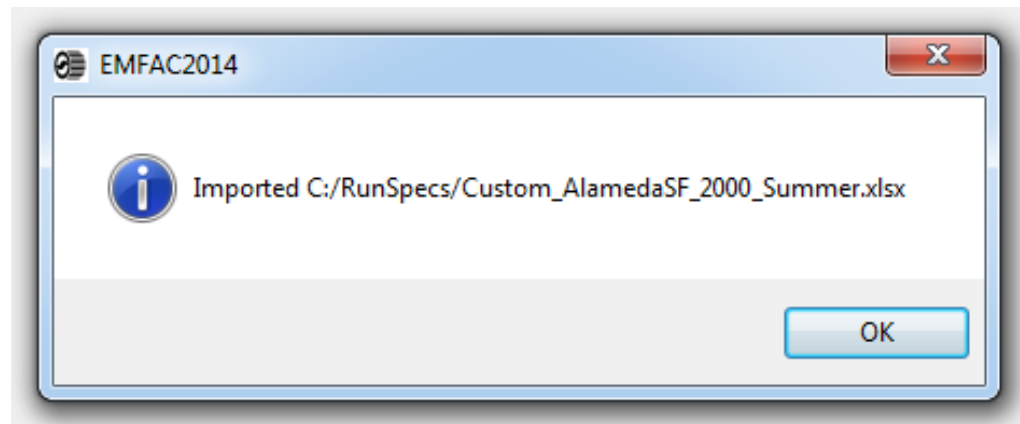 EMFAC2014
Imported C:/RunSpecs/Custom_AlamedaSF_2000_Summer.xlsx
OK